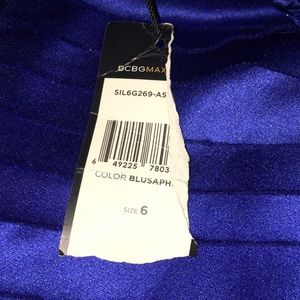 BCBGMAX
SIL6G269-A5
6 49225 7803
COLOR BLUSAPH.
SIZE 6